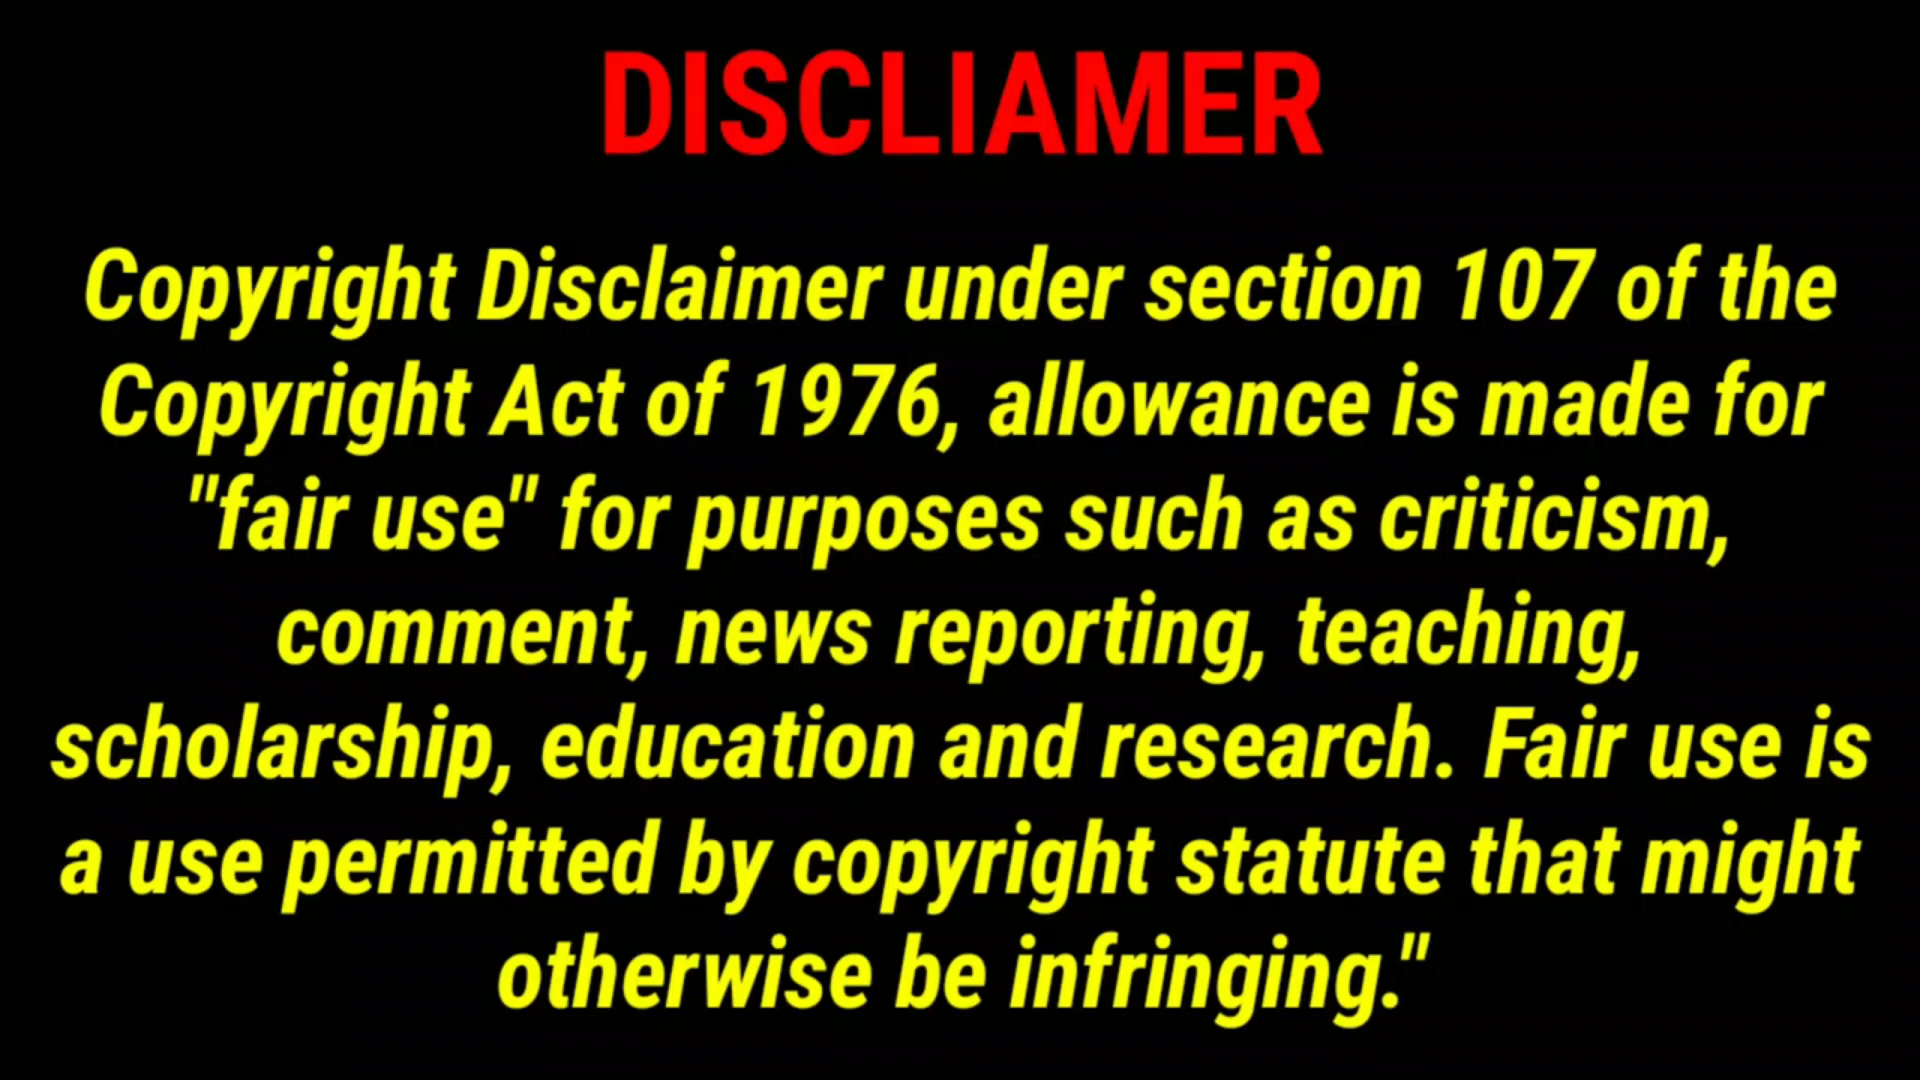 DISCLIAMER
Copyright Disclaimer under section 107 of the
Copyright Act of 1976, allowance is made for
"fair use" for purposes such as criticism,
comment, news reporting, teaching,
scholarship, education and research. Fair use is
a use permitted by copyright statute that might
otherwise be infringing."